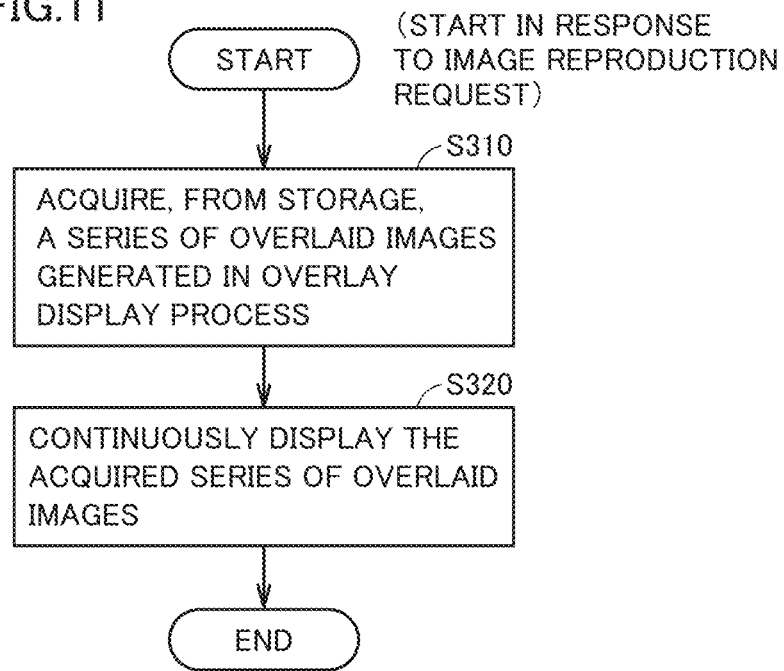 FIG.11
START
(START IN RESPONSE
TO IMAGE REPRODUCTION
REQUEST)
S310
ACQUIRE, FROM STORAGE,
A SERIES OF OVERLAID IMAGES
GENERATED IN OVERLAY
DISPLAY PROCESS
S320
CONTINUOUSLY DISPLAY THE
ACQUIRED SERIES OF OVERLAID
IMAGES
END